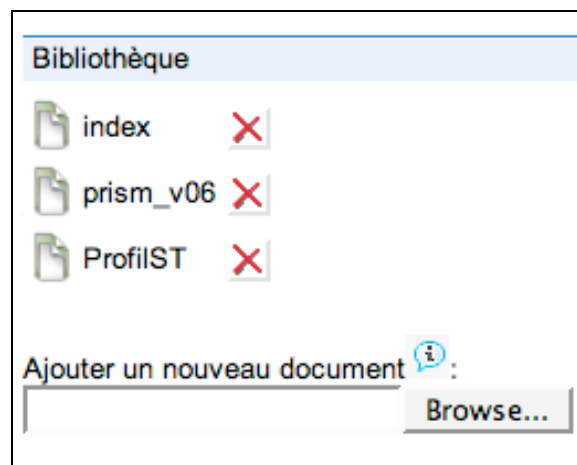 Bibliothèque
index
prism_v06
ProfilST
Ajouter un nouveau document :
Browse...